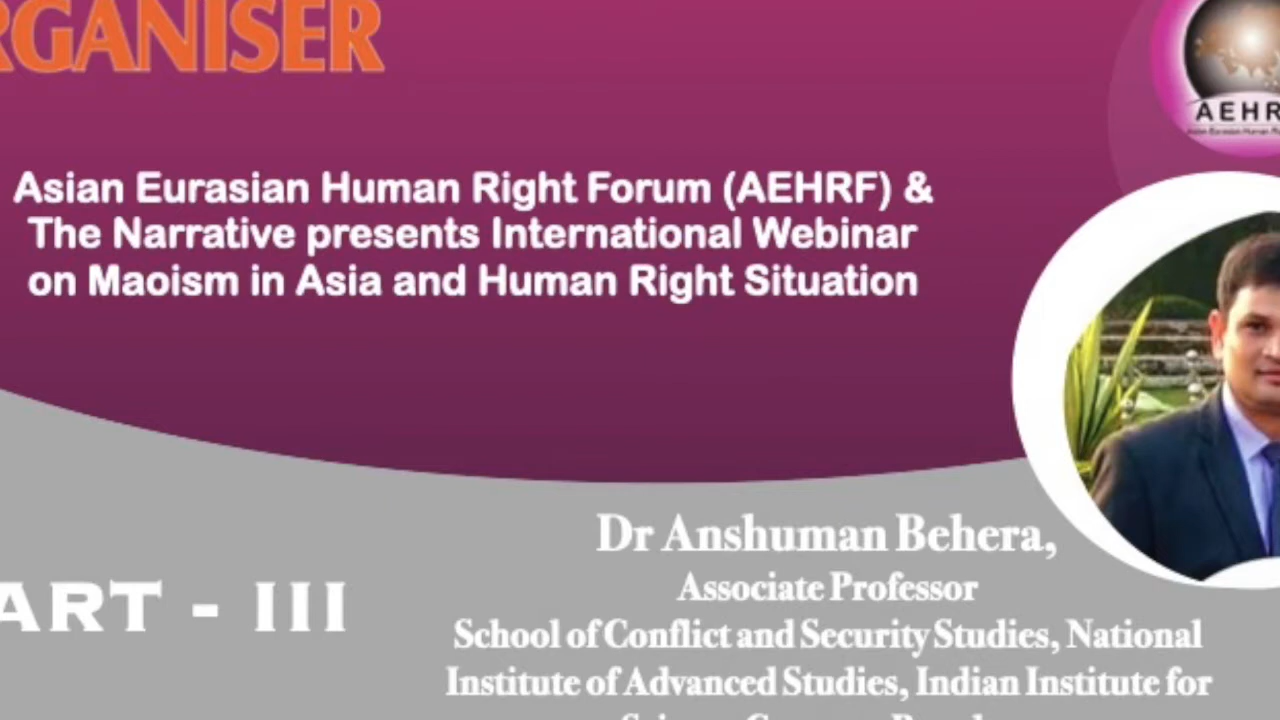 RGANISER
AEHR
Asian Eurasian Human Right Forum (AEHRF) &
The Narrative presents International Webinar
on Maoism in Asia and Human Right Situation
Dr Anshuman Behera,
Associate Professor
ART - III
School of Conflict and Security Studies, National
Institute of Advanced Studies, Indian Institute for